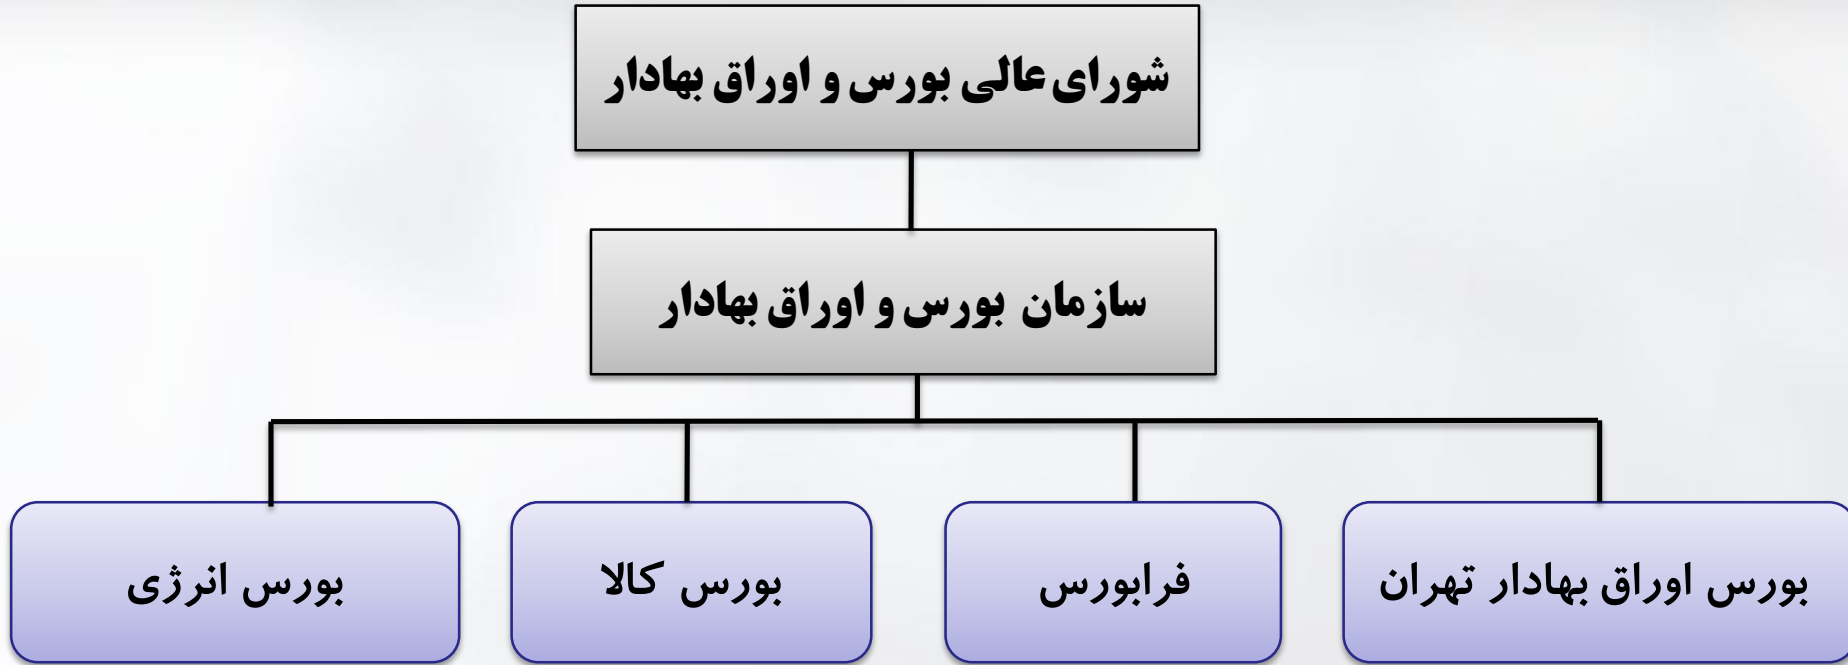 شورای عالی بورس و اوراق بهادار
سازمان بورس و اوراق بهادار
بورس اوراق بهادار تهران
فرابورس
بورس کالا
بورس انرژی